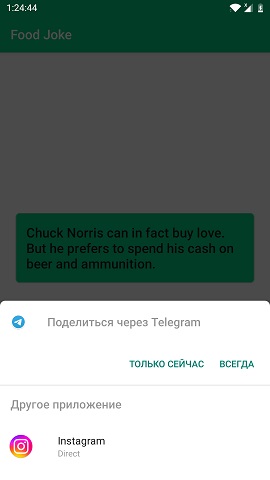 1:24:44
Food Joke
Chuck Norris can in fact buy love.
But he prefers to spend his cash on
beer and ammunition.
Поделиться через Telegram
ТОЛЬКО СЕЙЧАС ВСЕГДА
Другое приложение
Instagram
Direct